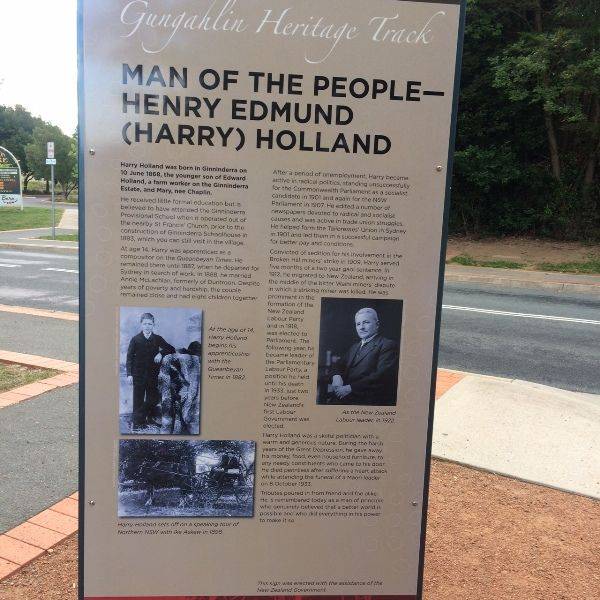 Gungahlin Heritage Track
MAN OF THE PEOPLE—
HENRY EDMUND
(HARRY) HOLLAND
Harry Holland was born in Ginninderra on
10 June 1868, the younger son of Edward
Holland, a farm worker on the Ginninderra
Estate, and Mary, nee Chaplin.
He received little formal education but is
believed to have attended the Ginninderra
Provisional School when it operated out of
the nearby St Francis' Church, prior to the
construction of Ginninderra Schoolhouse in
1883, which you can still visit in the village.
At age 14, Harry was apprenticed as a
compositor on the Queanbeyan Times. He
remained there until 1887, when he departed for
Sydney in search of work. In 1888, he married
Annie McLachlan, formerly of Duntroon. Despite
years of poverty and hardship, the couple
remained close and had eight children together.
At the age of 14,
Harry Holland
begins his
apprenticeship
with the
Queanbeyan
Times in 1882.
Harry Holland sets off on a speaking tour of
Northern NSW with Ike Askew in 1896.
After a period of unemployment, Harry became
active in radical politics, standing unsuccessfully
for the Commonwealth Parliament as a socialist
candidate in 1901 and again for the NSW
Parliament in 1907. He edited a number of
newspapers devoted to radical and socialist
causes and was active in trade union struggles.
He helped form the Tailoresses' Union in Sydney
in 1901 and led them in a successful campaign
for better pay and conditions.
Convicted of sedition for his involvement in the
Broken Hill miners' strike in 1909, Harry served
five months of a two year gaol sentence. In
1912, he migrated to New Zealand, arriving in
the middle of the bitter Waihi miners' dispute
in which a striking miner was killed. He was
prominent in the
formation of the
New Zealand
Labour Party
and in 1918,
was elected to
Parliament. The
following year, he
became leader of
the Parliamentary
Labour Party, a
position he held
until his death
in 1933, just two
years before
New Zealand's
first Labour
Government was
elected.
As the New Zealand
Labour leader, in 1922.
Harry Holland was a skilful politician with a
warm and generous nature. During the harsh
years of the Great Depression, he gave away
his money, food, even household furniture, to
any needy constituents who came to his door.
He died penniless after suffering a heart attack
while attending the funeral of a Maori leader
on 8 October 1933.
Tributes poured in from friend and foe alike.
He is remembered today as a man of principle
who genuinely believed that a better world is
possible and who did everything in his power
to make it so.
This sign was erected with the assistance of the
New Zealand Government.